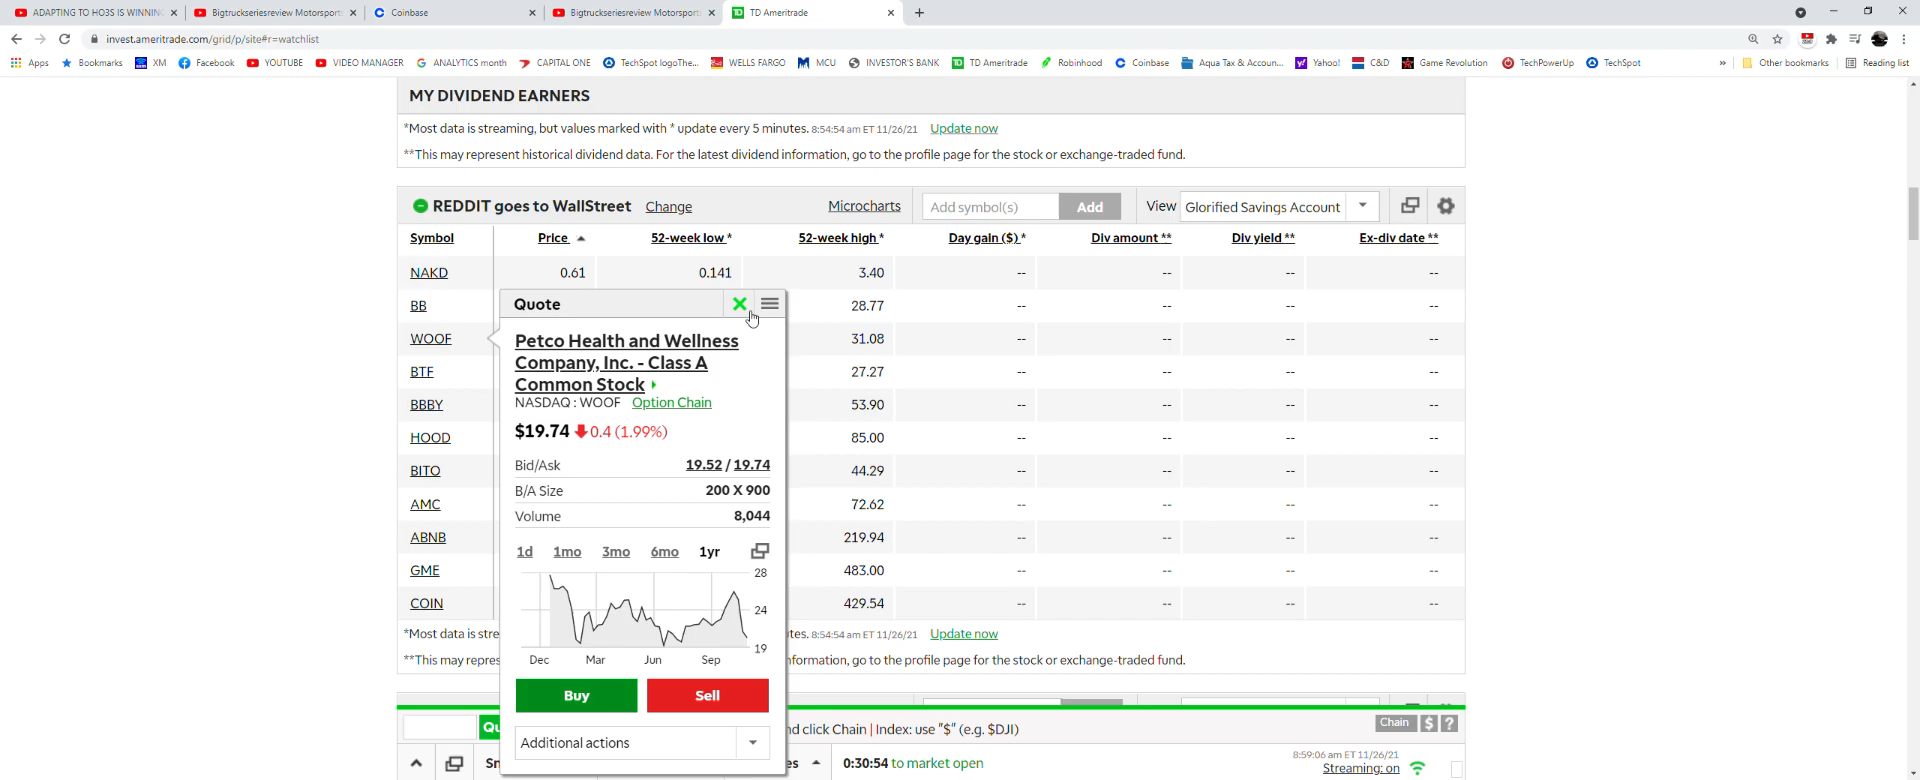 ADAPTING TO HO3S IS WINNIN
Bigtruckseriesreview Motorsport
Coinbase
Bigtruckseriesreview Motorsport
TD Ameritrade
invest.ameritrade.com/grid/p/site#r=watchlist
Apps Bookmarks XM Facebook YOUTUBE VIDEO MANAGER ANALYTICS month CAPITAL ONE TechSpot logoThe... WELLS FARGO MCU INVESTOR'S BANK TD Ameritrade Robinhood Coinbase Aqua Tax & Accoun... Yahoo! C&D Game Revolution TechPowerUp TechSpot » Other bookmarks Reading list
MY DIVIDEND EARNERS
*Most data is streaming, but values marked with * update every 5 minutes. 8:54:54 am ET 11/26/21 Update now
**This may represent historical dividend data. For the latest dividend information, go to the profile page for the stock or exchange-traded fund.
REDDIT goes to WallStreet Change Microcharts Add symbol(s) Add View Glorified Savings Account
Symbol Price 52-week low * 52-week high * Day gain ($) * Div amount ** Div yield ** Ex-div date **
NAKD 0.61 0.141 3.40 -- -- -- --
BB 28.77 -- -- -- --
WOOF 31.08 -- -- -- --
BTF 27.27 -- -- -- --
BBBY 53.90 -- -- -- --
HOOD 85.00 -- -- -- --
BITO 44.29 -- -- -- --
AMC 72.62 -- -- -- --
ABNB 219.94 -- -- -- --
GME 483.00 -- -- -- --
COIN 429.54 -- -- -- --
Quote
Petco Health and Wellness
Company, Inc. - Class A
Common Stock
NASDAQ : WOOF Option Chain
$19.74 0.4 (1.99%)
Bid/Ask 19.52 / 19.74
B/A Size 200 X 900
Volume 8,044
1d 1mo 3mo 6mo 1yr
28
24
19
Dec Mar Jun Sep
Buy Sell
Additional actions
*Most data is stre
tes. 8:54:54 am ET 11/26/21 Update now
**This may repres
nformation, go to the profile page for the stock or exchange-traded fund.
Qu
nd click Chain | Index: use "$" (e.g. $DJI) Chain $ ?
Sn
es 0:30:54 to market open
8:59:06 am ET 11/26/21
Streaming: on